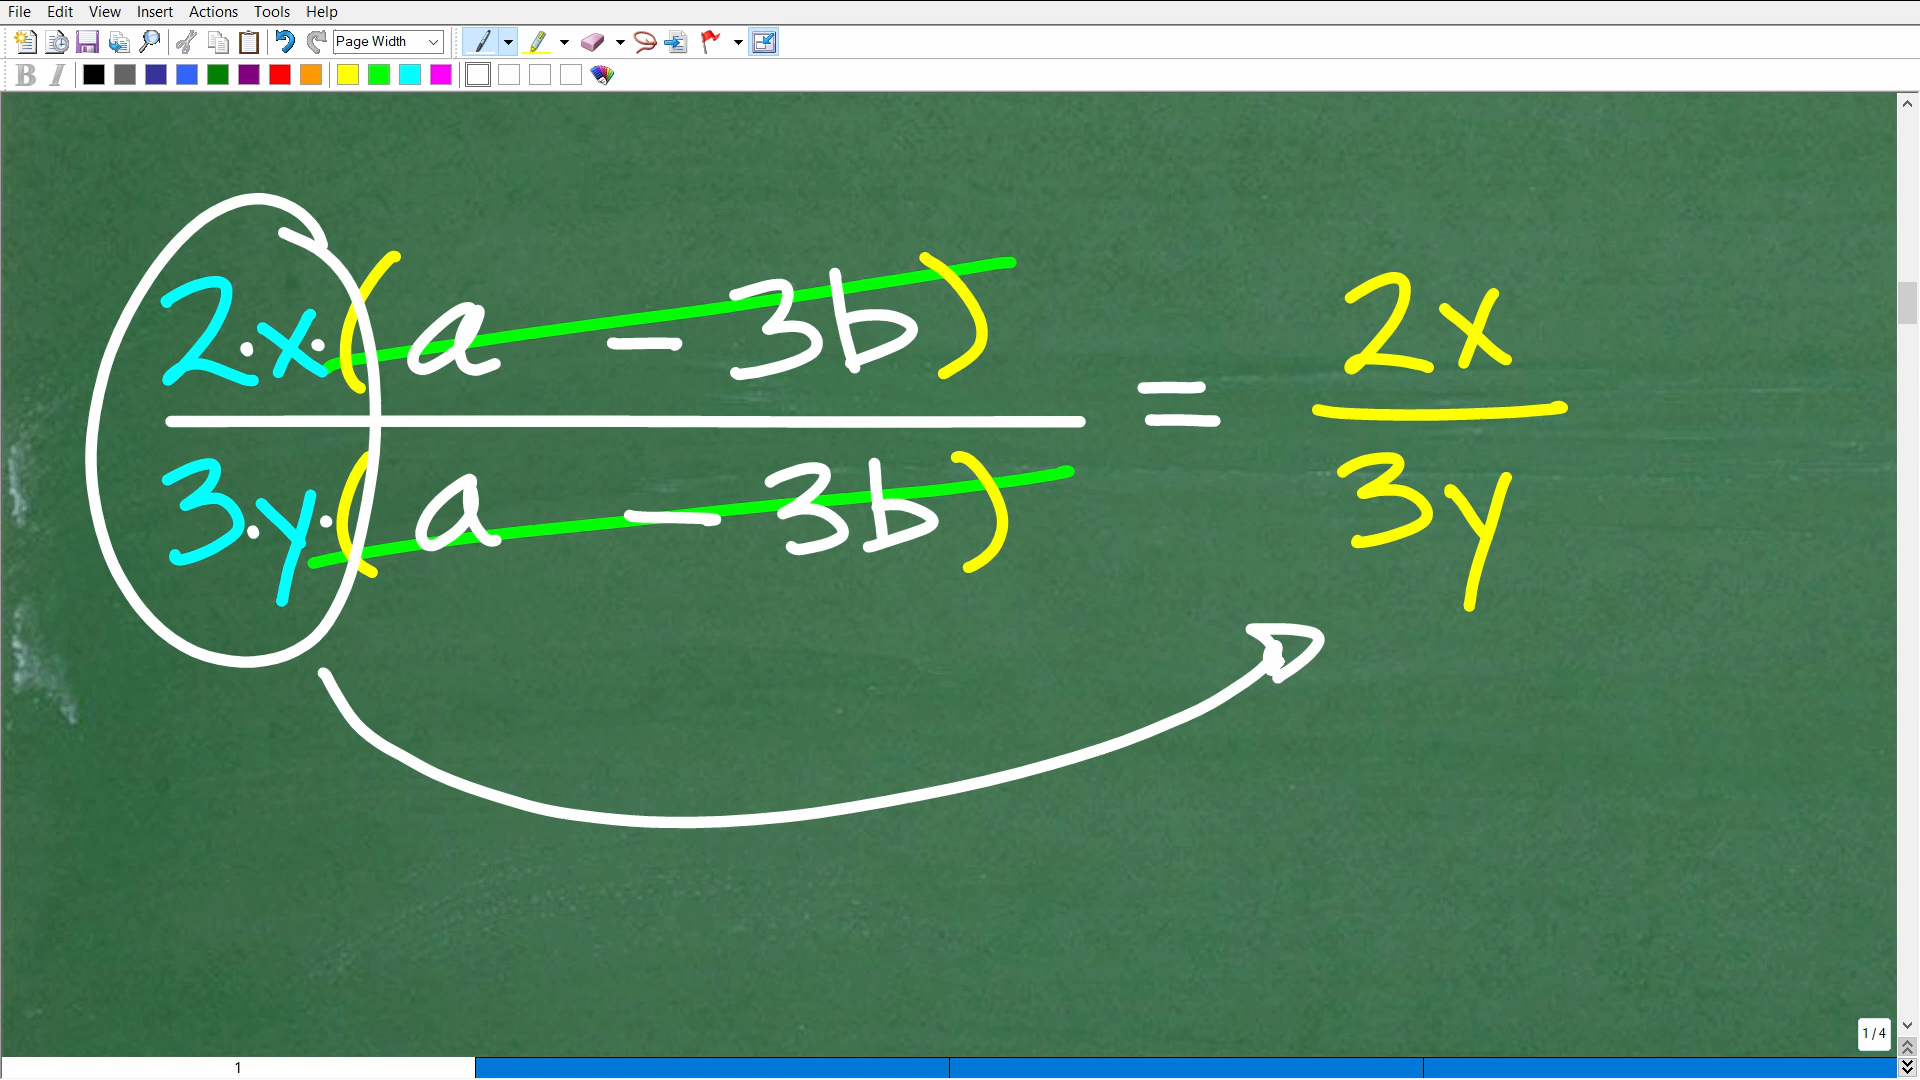 File Edit View Insert Actions Tools Help
Page Width
B I
2·x·(a - 3b)
3·y·(a - 3b)
=
2x
3y
1 / 4
1